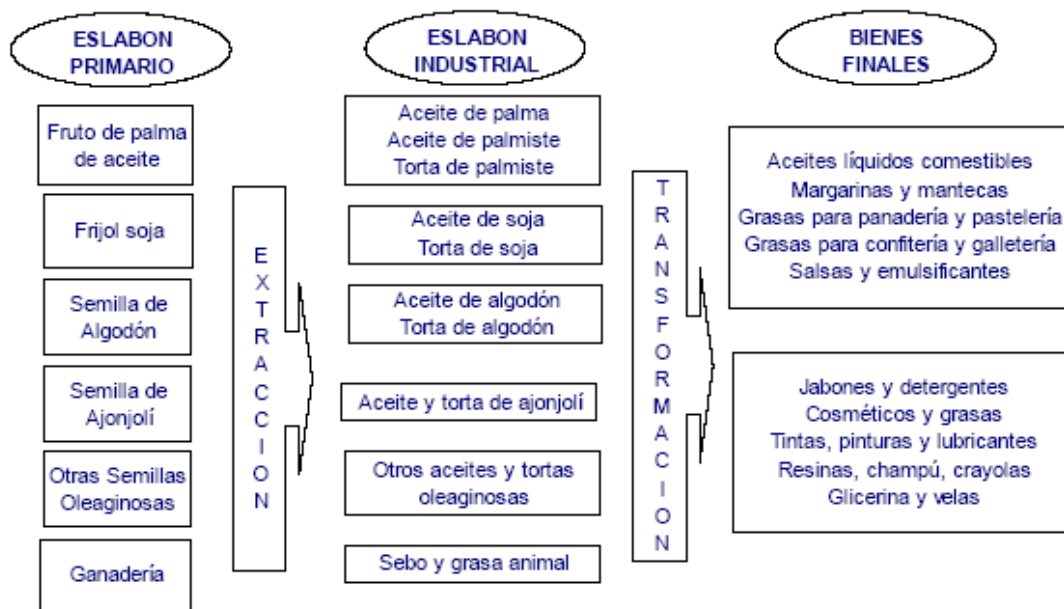 ESLABON
PRIMARIO
Fruto de palma
de aceite
Frijol soja
Semilla de
Algodón
Semilla de
Ajonjolí
Otras Semillas
Oleaginosas
Ganadería
EXTRACCION
ESLABON
INDUSTRIAL
Aceite de palma
Aceite de palmiste
Torta de palmiste
Aceite de soja
Torta de soja
Aceite de algodón
Torta de algodón
Aceite y torta de ajonjolí
Otros aceites y tortas
oleaginosas
Sebo y grasa animal
TRANSFORMACION
BIENES
FINALES
Aceites líquidos comestibles
Margarinas y mantecas
Grasas para panadería y pastelería
Grasas para confitería y galletería
Salsas y emulsificantes
Jabones y detergentes
Cosméticos y grasas
Tintas, pinturas y lubricantes
Resinas, champú, crayolas
Glicerina y velas